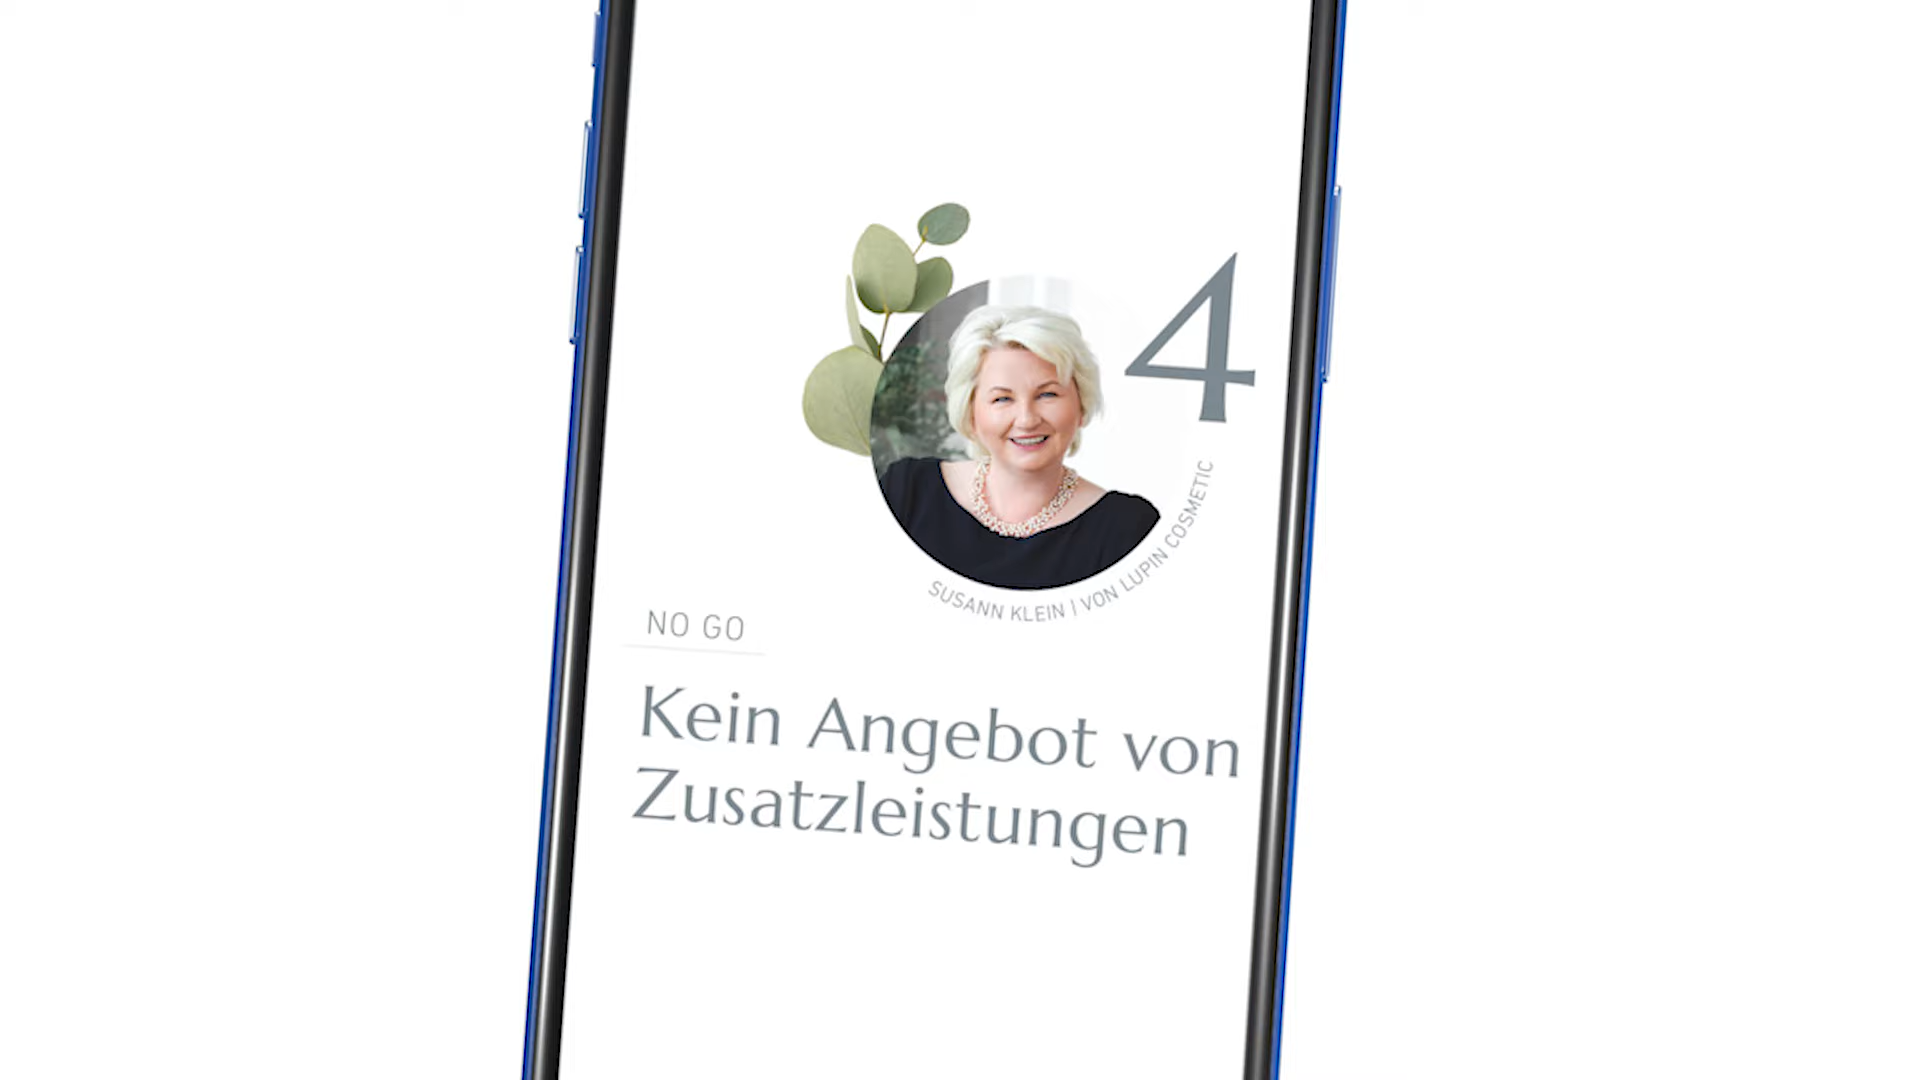 4
SUSANN KLEIN | VON LUPIN COSMETIC
NO GO
Kein Angebot von
Zusatzleistungen